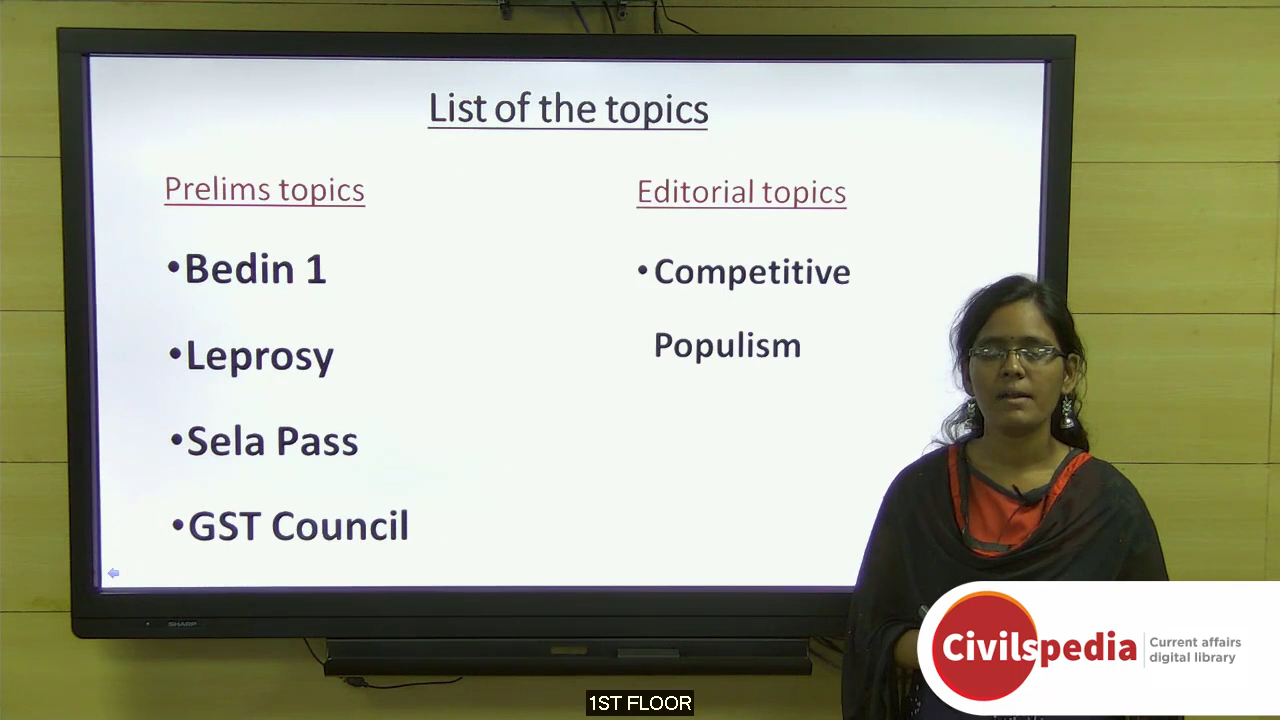 List of the topics
Prelims topics
•Bedin 1
•Leprosy
•Sela Pass
•GST Council
Editorial topics
•Competitive
Populism
SHARP
Civilspedia
Current affairs
digital library
1ST FLOOR